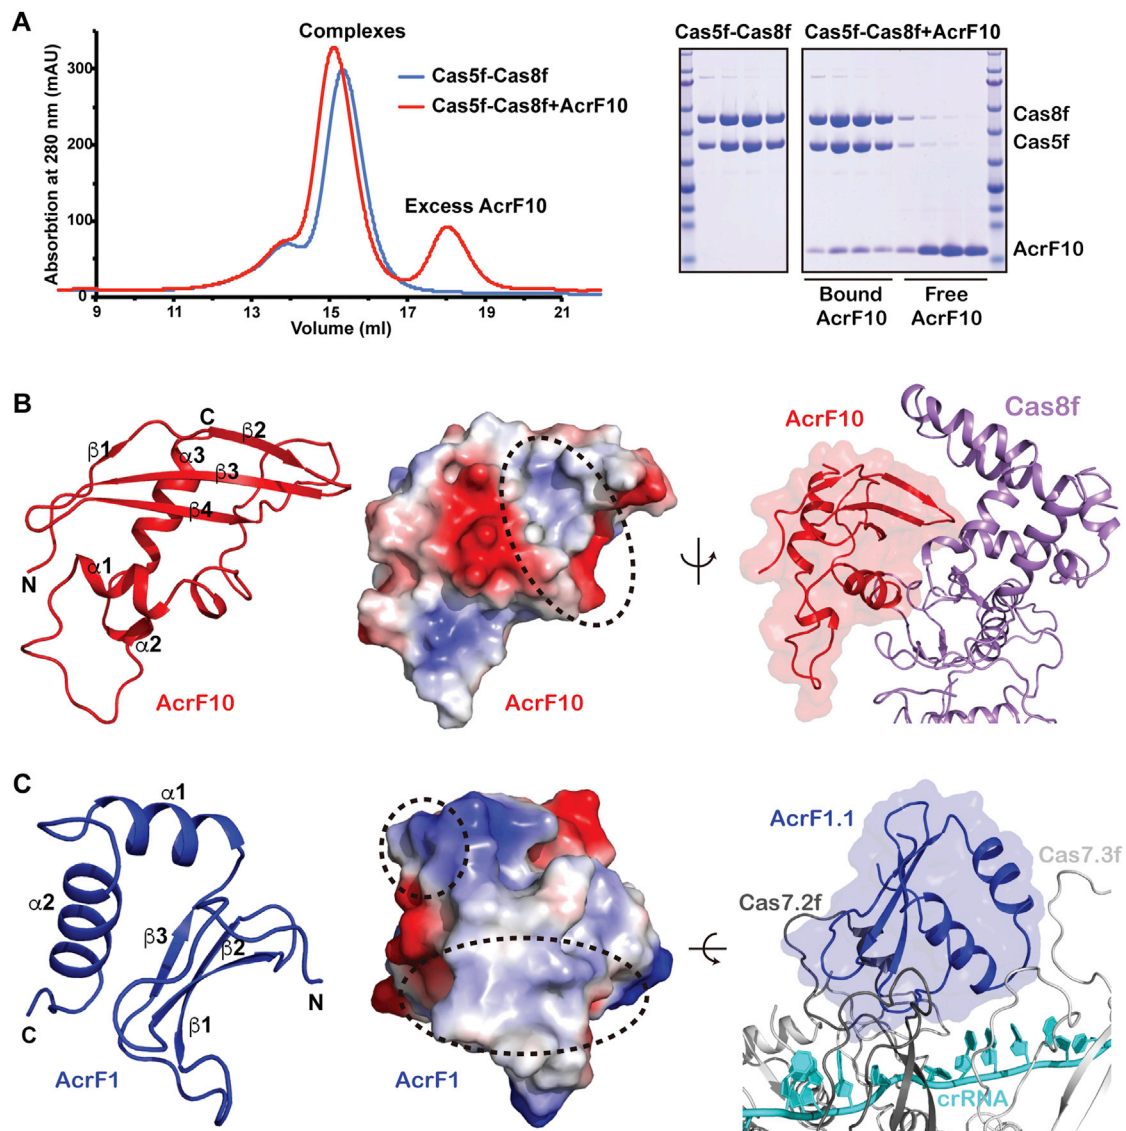 A
Complexes
Absorbtion at 280 nm (mAU)
300
200
100
0
9 11 13 15 17 19 21
Volume (ml)
Cas5f-Cas8f
Cas5f-Cas8f+AcrF10
Excess AcrF10
Cas5f-Cas8f
Cas5f-Cas8f+AcrF10
Cas8f
Cas5f
AcrF10
Bound
AcrF10
Free
AcrF10
B
β1
C
β2
α3
β3
β4
N
α1
α2
AcrF10
AcrF10
AcrF10
Cas8f
C
α1
α2
β3
β2
N
C
β1
AcrF1
AcrF1
AcrF1.1
Cas7.3f
Cas7.2f
crRNA